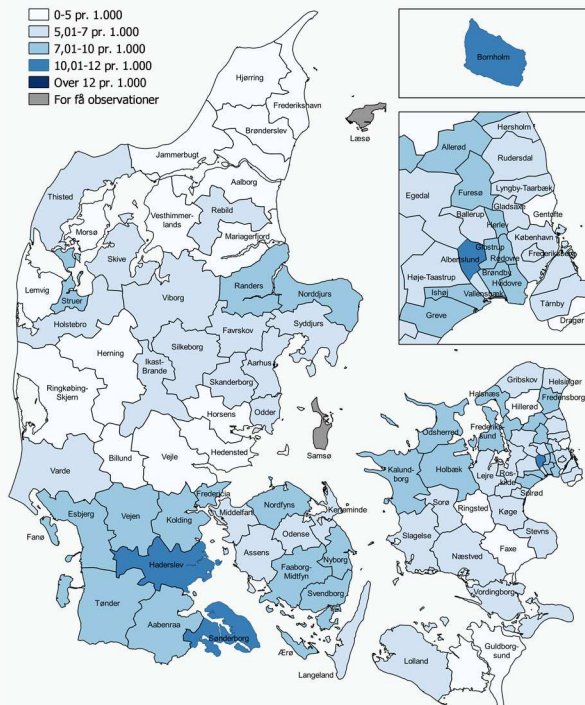 0-5 pr. 1.000
5,01-7 pr. 1.000
7,01-10 pr. 1.000
10,01-12 pr. 1.000
Over 12 pr. 1.000
For få observationer
Hjørring
Frederikshavn
Brønderslev
Læsø
Jammerbugt
Aalborg
Thisted
Vesthimmer-
lands
Rebild
Morsø
Mariagerfjord
Skive
Lemvig
Struer
Viborg
Randers
Norddjurs
Holstebro
Favrskov
Syddjurs
Herning
Ikast-
Brande
Silkeborg
Aarhus
Skanderborg
Ringkøbing-
Skjern
Horsens
Odder
Samsø
Hedensted
Billund
Vejle
Varde
Fredericia
Esbjerg
Vejen
Kolding
Middelfart
Nordfyns
Kerteminde
Fanø
Odense
Assens
Nyborg
Haderslev
Faaborg-
Midtfyn
Svendborg
Tønder
Aabenraa
Sønderborg
Ærø
Langeland
Bornholm
Hørsholm
Allerød
Rudersdal
Egedal
Furesø
Lyngby-Taarbæk
Gladsaxe
Ballerup
Herlev
Gentofte
København
Glostrup
Albertslund
Rødovre
Frederiksberg
Høje-Taastrup
Brøndby
Hvidovre
Ishøj
Vallensbæk
Tårnby
Greve
Dragør
Gribskov
Helsingør
Halsnæs
Hillerød
Fredensborg
Frederiks-
sund
Odsherred
Kalund-
borg
Holbæk
Lejre
Ros-
kilde
Solrød
Sorø
Ringsted
Køge
Slagelse
Stevns
Næstved
Faxe
Vordingborg
Guldborg-
sund
Lolland